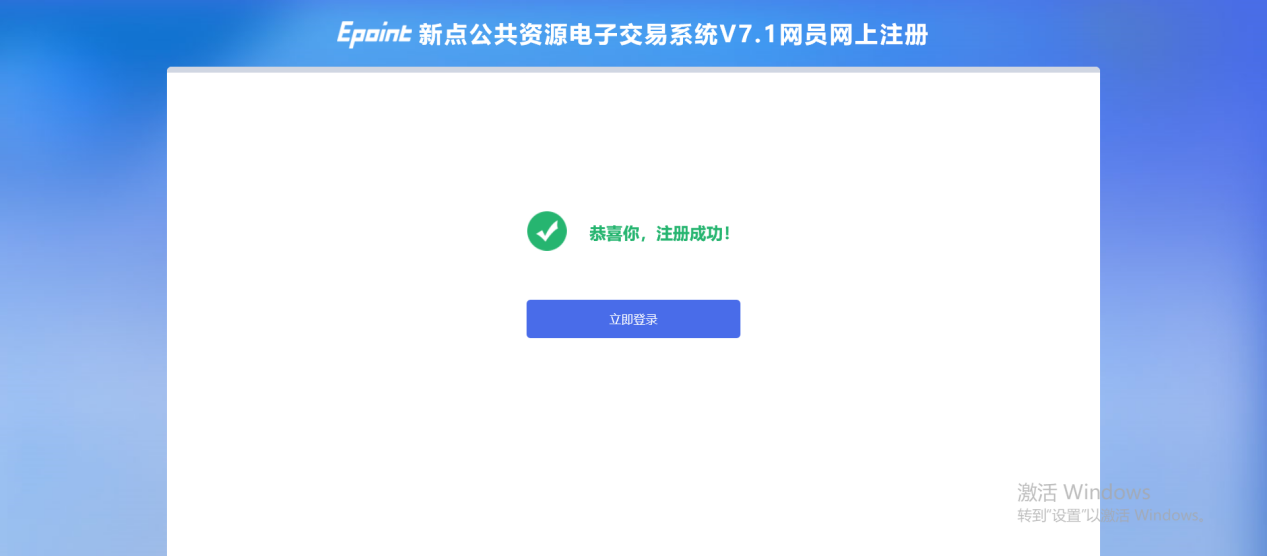 Epoint 新点公共资源电子交易系统V7.1网员网上注册
恭喜你，注册成功！
立即登录
激活 Windows
转到"设置"以激活 Windows。